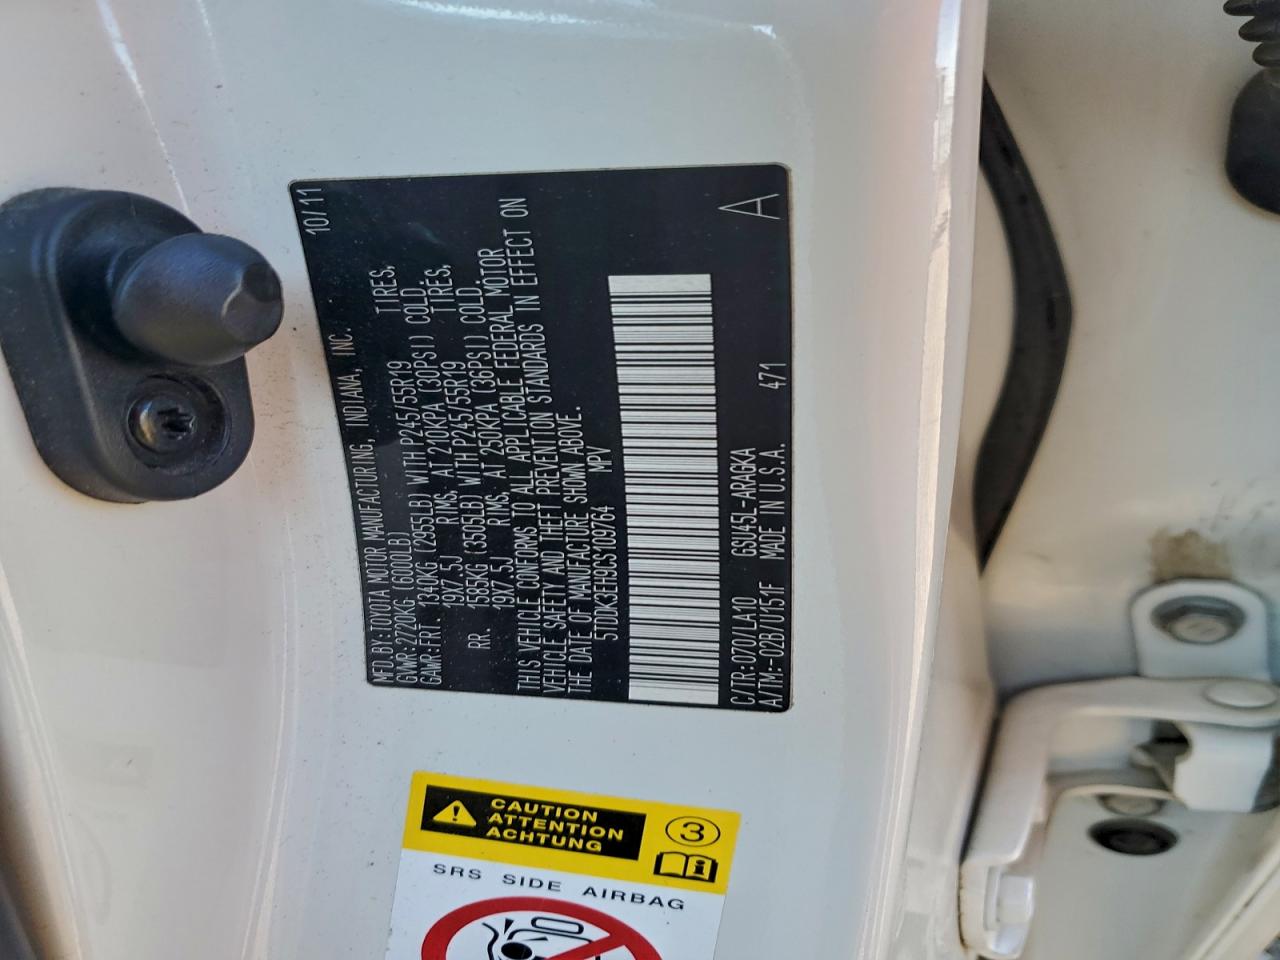 10/11
MFD.BY:TOYOTA MOTOR MANUFACTURING, INDIANA, INC.
GVWR:2720KG (6000LB)
GAWR:FRT. 1340KG (2955LB) WITH P245/55R19 TIRES,
19X7.5J RIMS, AT 210KPA (30PSI) COLD.
RR. 1585KG (3505LB) WITH P245/55R19 TIRES,
19X7.5J RIMS, AT 250KPA (36PSI) COLD.
THIS VEHICLE CONFORMS TO ALL APPLICABLE FEDERAL MOTOR
VEHICLE SAFETY AND THEFT PREVENTION STANDARDS IN EFFECT ON
THE DATE OF MANUFACTURE SHOWN ABOVE.
5TDDK3EH9CS109764 MPV
C/TR:070/LA10 GSU45L-ARAGKA A
A/TM:-02B/U151F MADE IN U.S.A. 471
CAUTION
ATTENTION
ACHTUNG
3
SRS SIDE AIRBAG